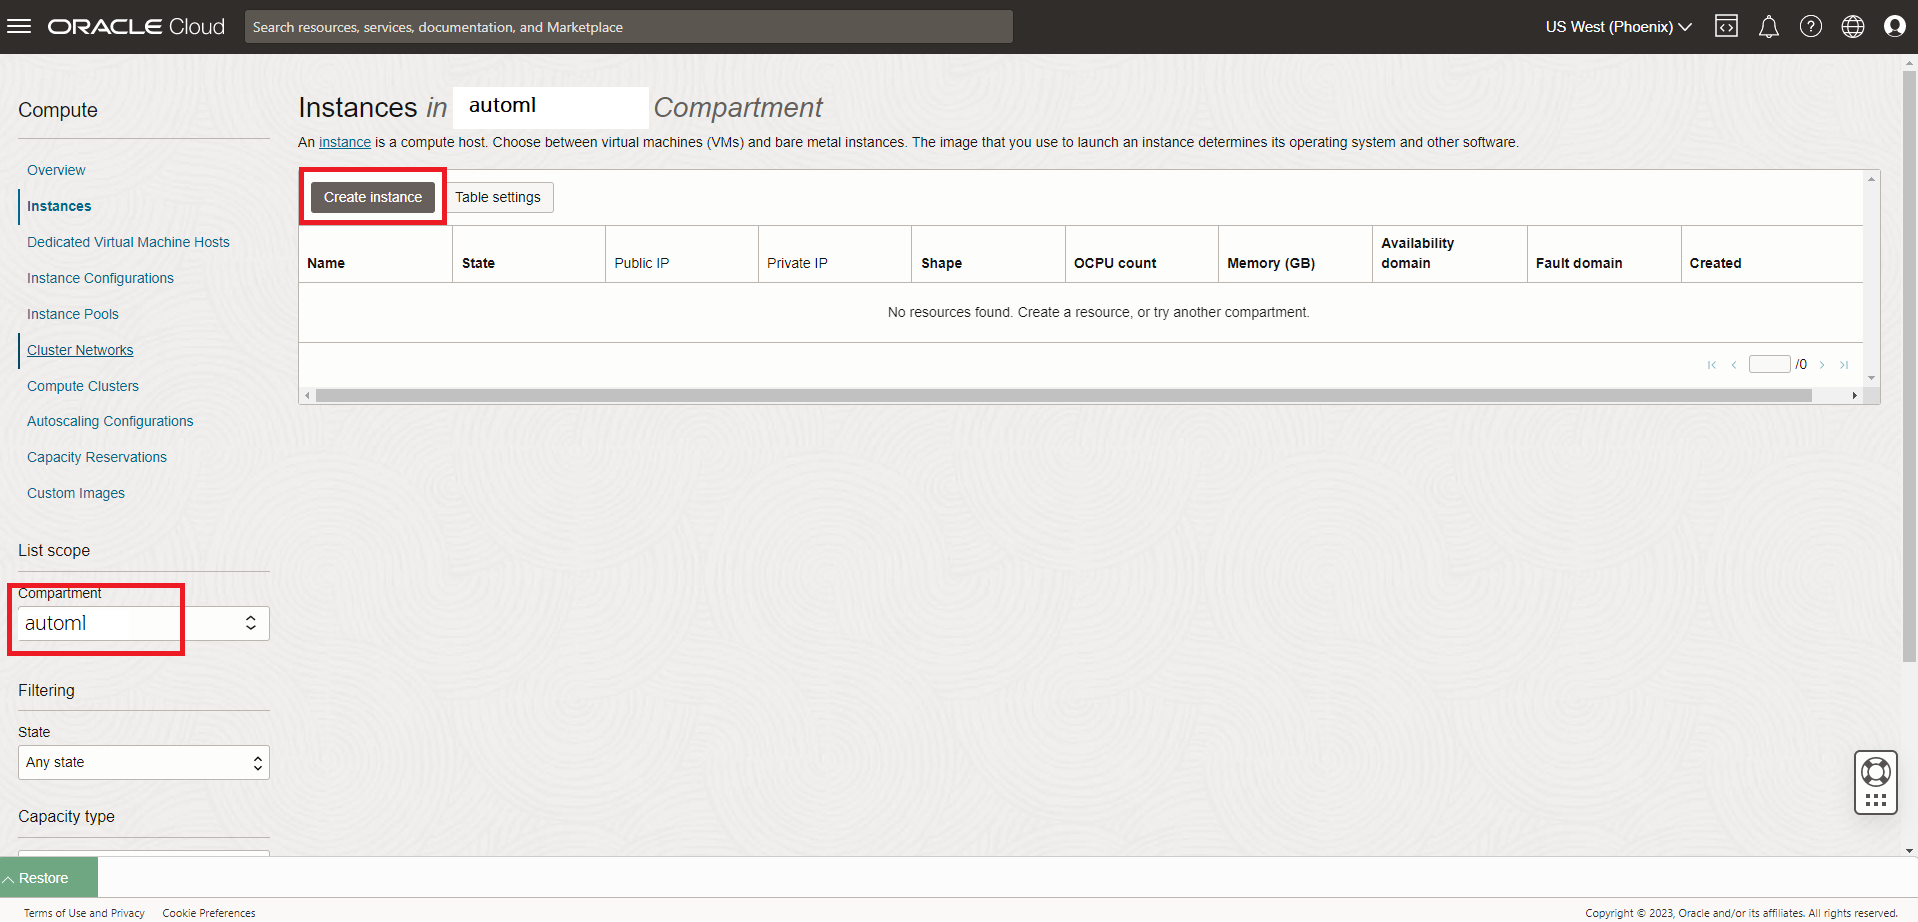 ORACLE Cloud
Search resources, services, documentation, and Marketplace
US West (Phoenix)
Compute
Overview
Instances
Dedicated Virtual Machine Hosts
Instance Configurations
Instance Pools
Cluster Networks
Compute Clusters
Autoscaling Configurations
Capacity Reservations
Custom Images
List scope
Compartment
automl
Filtering
State
Any state
Capacity type
Instances in automl Compartment
An instance is a compute host. Choose between virtual machines (VMs) and bare metal instances. The image that you use to launch an instance determines its operating system and other software.
Create instance Table settings
Name State Public IP Private IP Shape OCPU count Memory (GB) Availability domain Fault domain Created
No resources found. Create a resource, or try another compartment.
/0
Restore
Terms of Use and Privacy Cookie Preferences
Copyright © 2023, Oracle and/or its affiliates. All rights reserved.